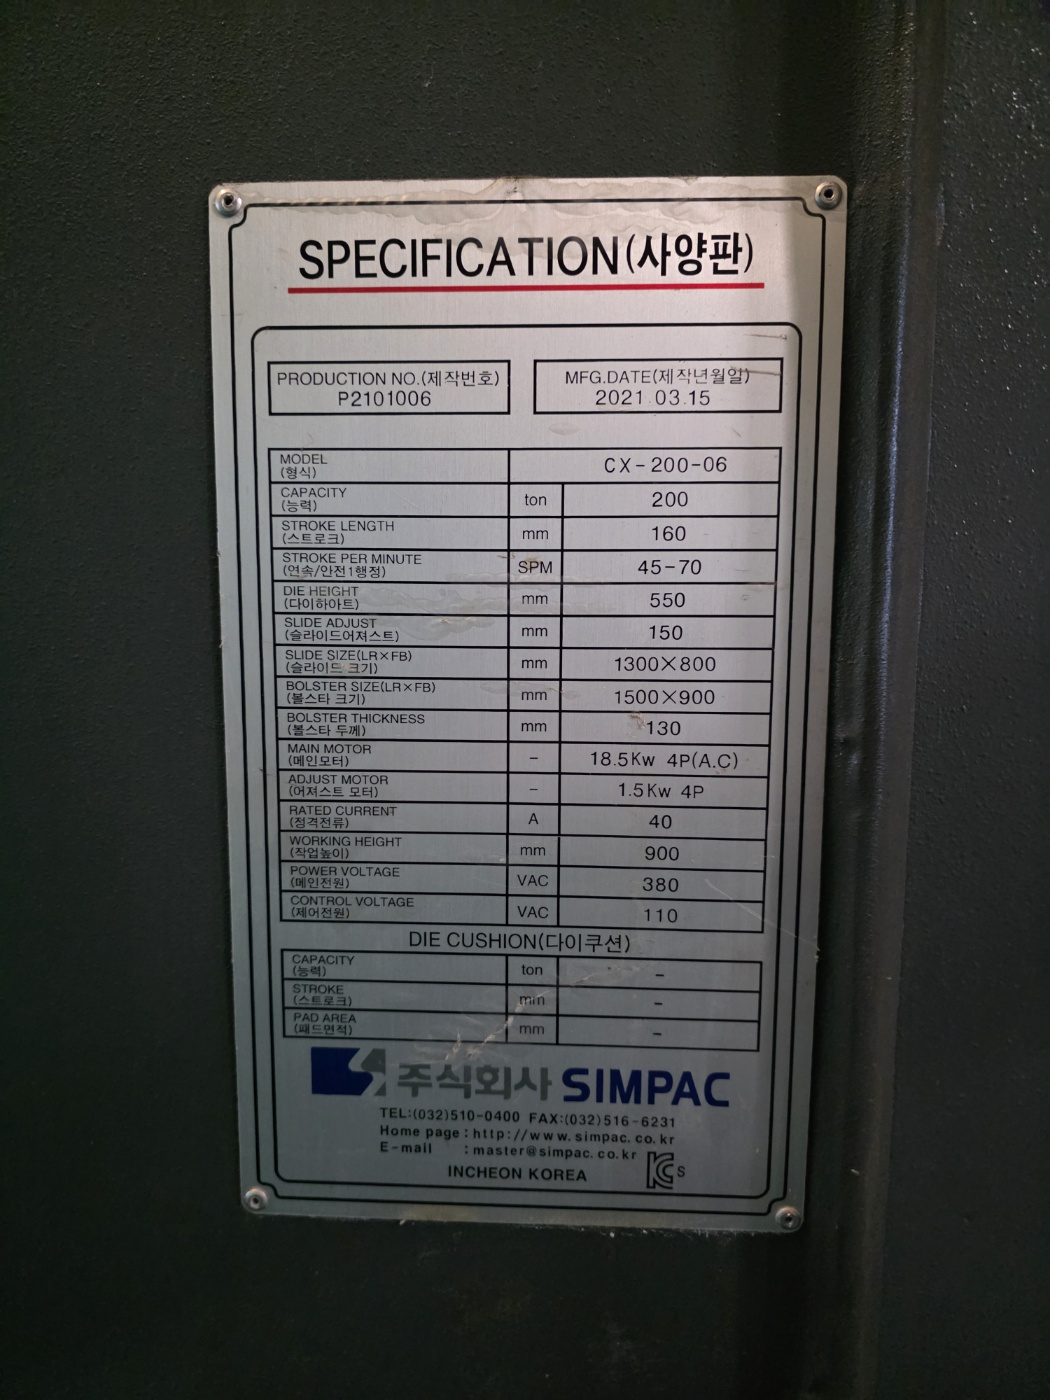 SPECIFICATION(사양판)
PRODUCTION NO.(제작번호)
P2101006
MFG.DATE(제작년월일)
2021.03.15
MODEL
(형식)
CX-200-06
CAPACITY
(능력)
ton
200
STROKE LENGTH
(스트로크)
mm
160
STROKE PER MINUTE
(연속/안전1행정)
SPM
45-70
DIE HEIGHT
(다이하아트)
mm
550
SLIDE ADJUST
(슬라이드어져스트)
mm
150
SLIDE SIZE(LR×FB)
(슬라이드 크기)
mm
1300×800
BOLSTER SIZE(LR×FB)
(볼스타 크기)
mm
1500×900
BOLSTER THICKNESS
(볼스타 두께)
mm
130
MAIN MOTOR
(메인모터)
-
18.5Kw 4P(A.C)
ADJUST MOTOR
(어져스트 모터)
-
1.5Kw 4P
RATED CURRENT
(정격전류)
A
40
WORKING HEIGHT
(작업높이)
mm
900
POWER VOLTAGE
(메인전원)
VAC
380
CONTROL VOLTAGE
(제어전원)
VAC
110
DIE CUSHION(다이쿠션)
CAPACITY
(능력)
ton
-
STROKE
(스트로크)
mm
-
PAD AREA
(패드면적)
mm
-
주식회사 SIMPAC
TEL:(032)510-0400 FAX:(032)516-6231
Home page : http://www.simpac.co.kr
E-mail : master@simpac.co.kr
INCHEON KOREA
KC s